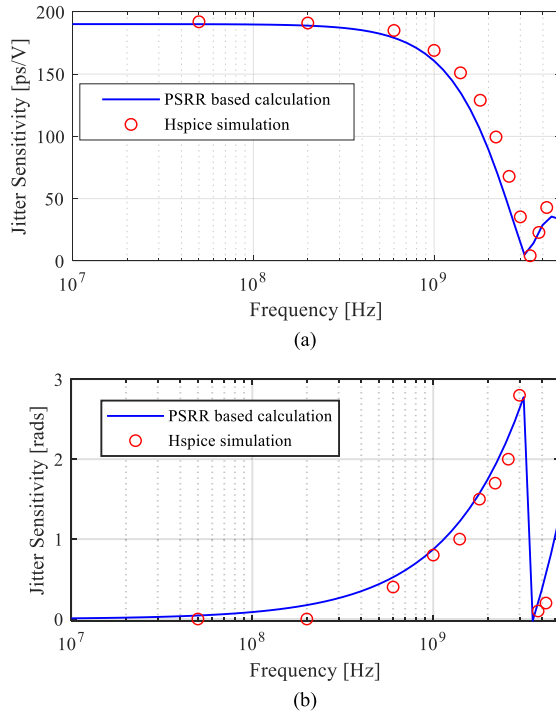 200
150
100
50
0
Jitter Sensitivity [ps/V]
PSRR based calculation
Hspice simulation
10^7
10^8
10^9
Frequency [Hz]
(a)
3
2
1
0
Jitter Sensitivity [rads]
PSRR based calculation
Hspice simulation
10^7
10^8
10^9
Frequency [Hz]
(b)